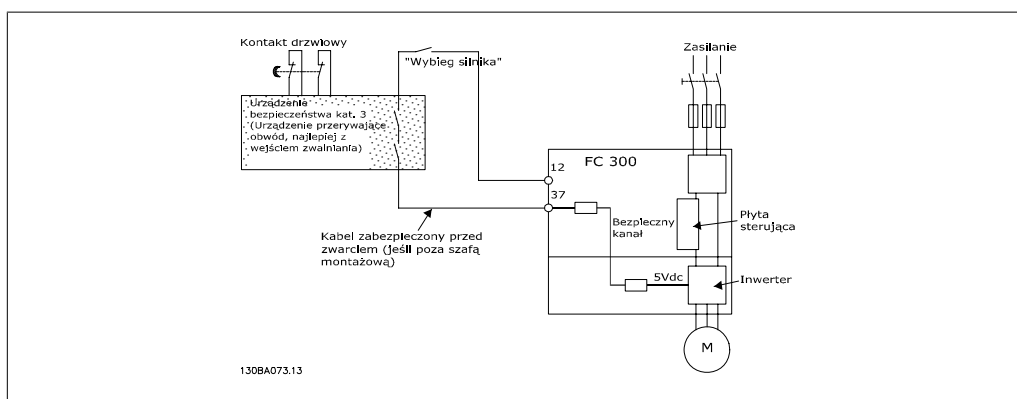 Kontakt drzwiowy
"Wybieg silnika"
Zasilanie
Urządzenie
bezpieczeństwa kat. 3
(Urządzenie przerywające
obwód, najlepiej z
wejściem zwalniania)
12
FC 300
37
Bezpieczny
kanał
Płyta
sterująca
Kabel zabezpieczony przed
zwarciem (jeśli poza szafą
montażową)
5Vdc
Inwerter
M
130BA073.13